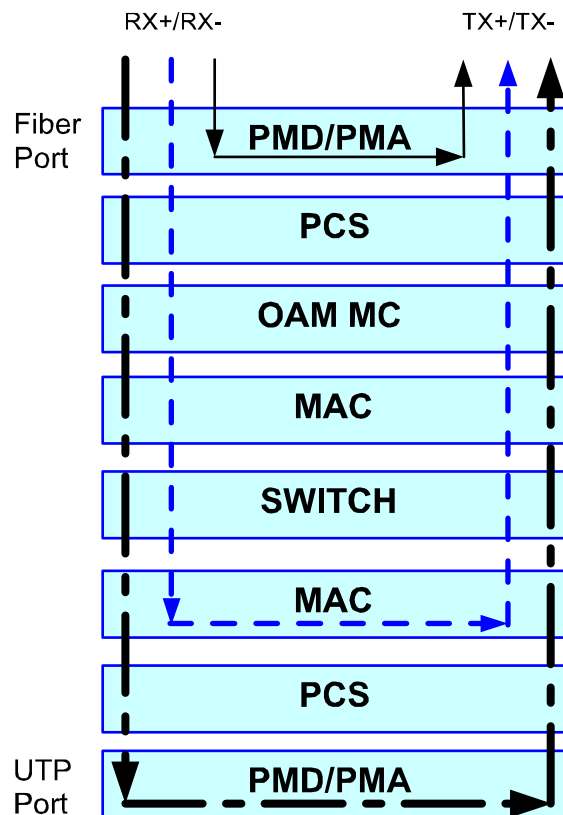 RX+/RX-
TX+/TX-
Fiber
Port
PMD/PMA
PCS
OAM MC
MAC
SWITCH
MAC
PCS
UTP
Port
PMD/PMA